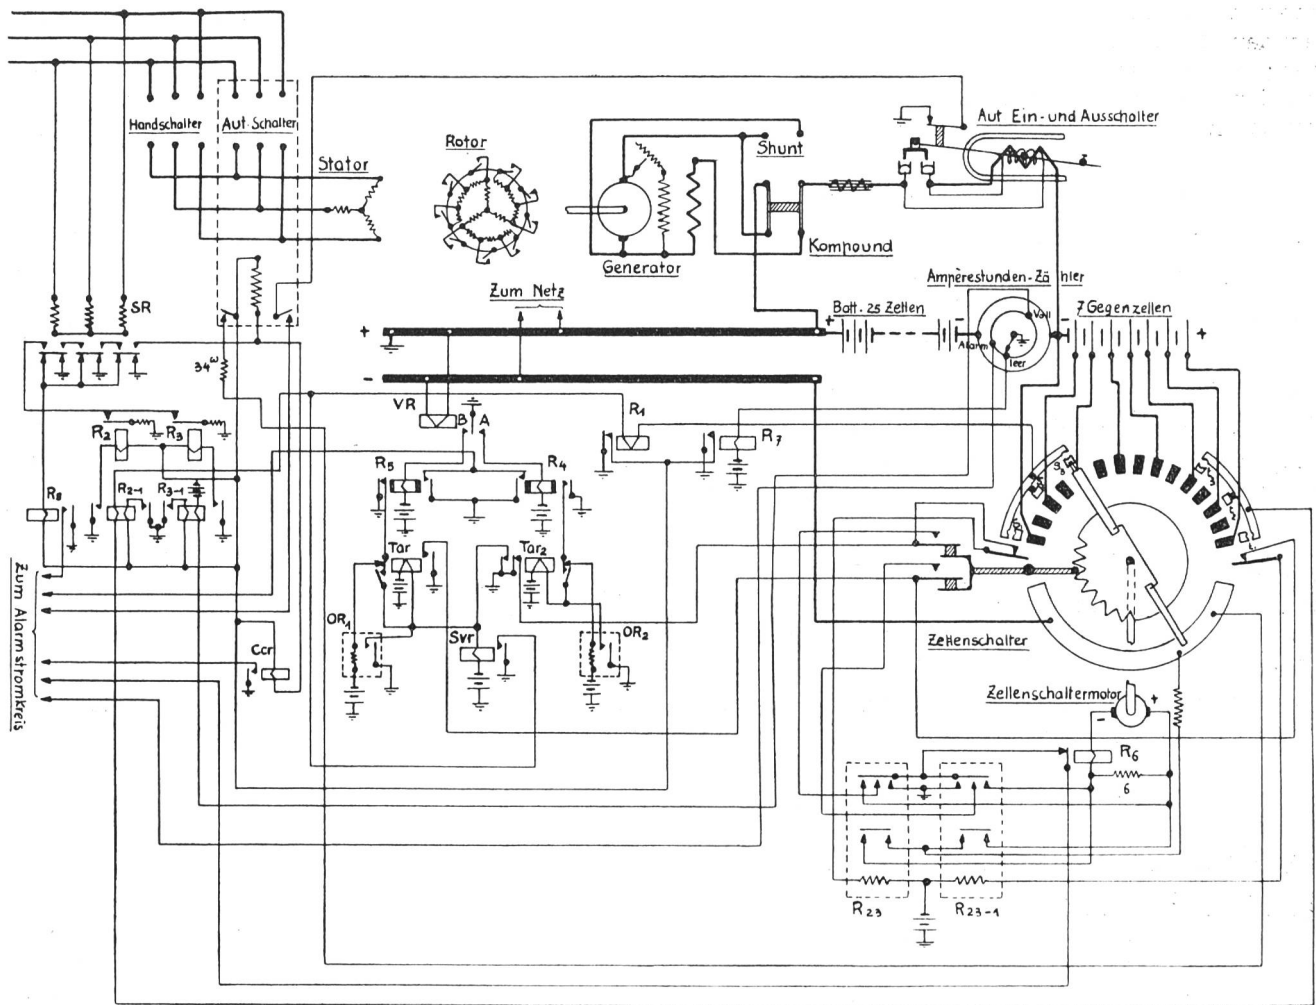 Handschalter
Aut. Schalter
Stator
Rotor
Shunt
Aut Ein- und Ausschalter
Generator
Kompound
SR
Zum Netz
Ampèrestunden-Zähler
Batt. 25 Zellen
7 Gegenzellen
+
-
+
-
+
Voll
Alarm
leer
34ω
VR
B
A
R1
R7
R2
R3
R5
R4
R8
R2-1
R3-1
Tar
Tar2
OR1
OR2
Svr
Ccr
Zum Alarmstromkreis
Zellenschalter
Zellenschaltermotor
-
+
R6
6
R23
R23-1